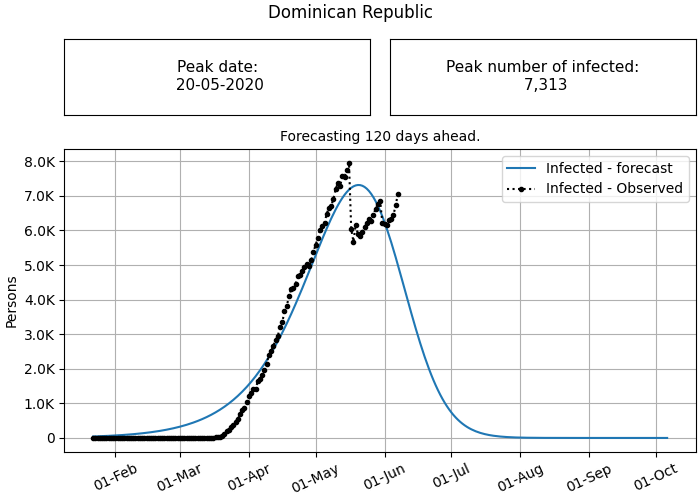 Dominican Republic
Peak date:
20-05-2020
Peak number of infected:
7,313
Forecasting 120 days ahead.
Infected - forecast
Infected - Observed
Persons
8.0K
7.0K
6.0K
5.0K
4.0K
3.0K
2.0K
1.0K
0
01-Feb
01-Mar
01-Apr
01-May
01-Jun
01-Jul
01-Aug
01-Sep
01-Oct